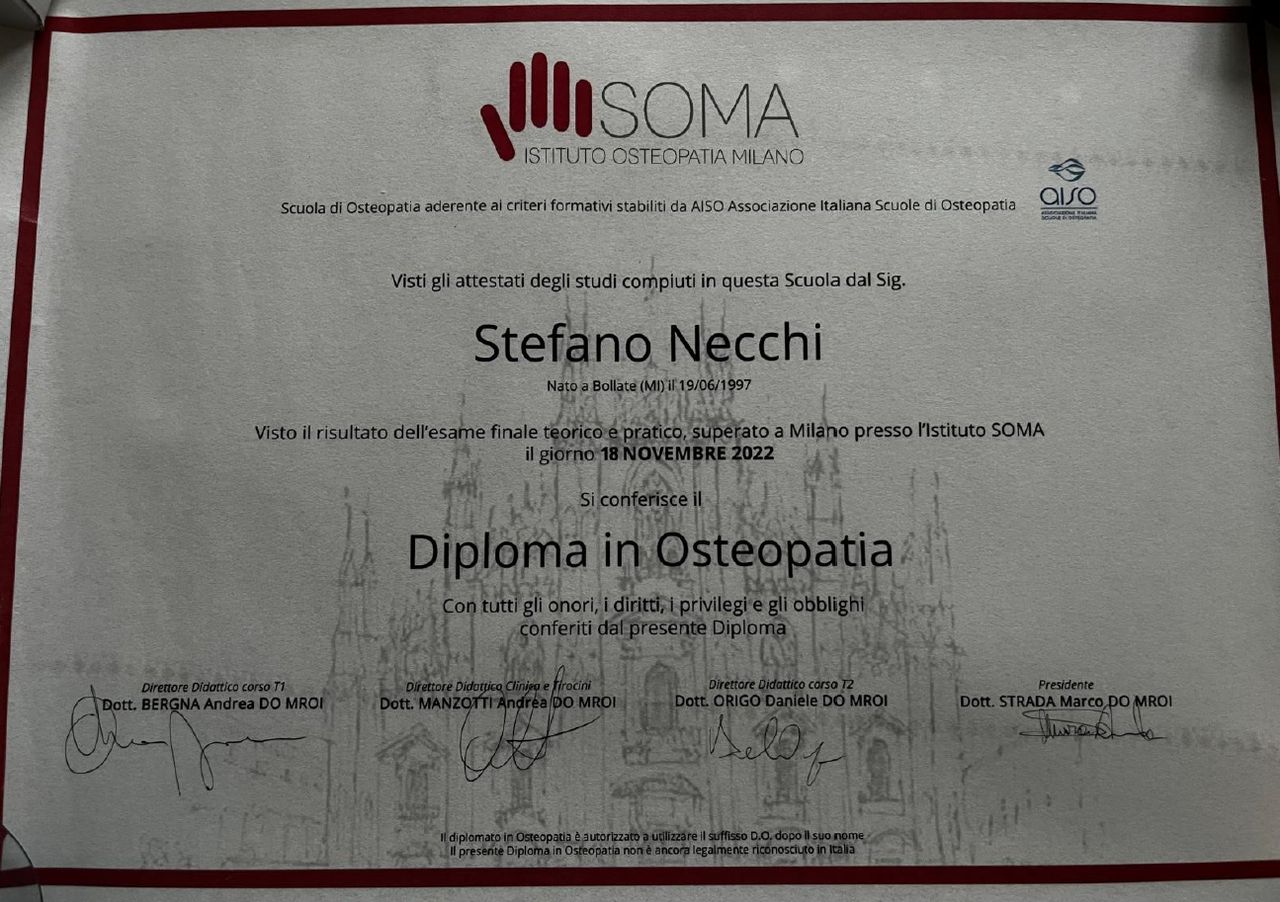 SOMA
ISTITUTO OSTEOPATIA MILANO
Scuola di Osteopatia aderente ai criteri formativi stabiliti da AISO Associazione Italiana Scuole di Osteopatia
aiso
ASSOCIAZIONE ITALIANA
SCUOLE DI OSTEOPATIA
Visti gli attestati degli studi compiuti in questa Scuola dal Sig.
Stefano Necchi
Nato a Bollate (MI) il 19/06/1997
Visto il risultato dell'esame finale teorico e pratico, superato a Milano presso l'Istituto SOMA
il giorno 18 NOVEMBRE 2022
Si conferisce il
Diploma in Osteopatia
Con tutti gli onori, i diritti, i privilegi e gli obblighi
conferiti dal presente Diploma
Direttore Didattico corso T1
Dott. BERGNA Andrea DO MROI
Direttore Didattico Clinica e Tirocini
Dott. MANZOTTI Andrea DO MROI
Direttore Didattico corso T2
Dott. ORIGO Daniele DO MROI
Presidente
Dott. STRADA Marco DO MROI
Il diplomato in Osteopatia è autorizzato a utilizzare il suffisso D.O. dopo il suo nome
Il presente Diploma in Osteopatia non è ancora legalmente riconosciuto in Italia